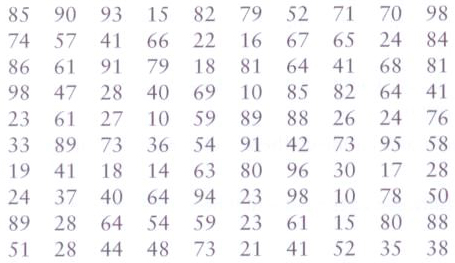 85 90 93 15 82 79 52 71 70 98
74 57 41 66 22 16 67 65 24 84
86 61 91 79 18 81 64 41 68 81
98 47 28 40 69 10 85 82 64 41
23 61 27 10 59 89 88 26 24 76
33 89 73 36 54 91 42 73 95 58
19 41 18 14 63 80 96 30 17 28
24 37 40 64 94 23 98 10 78 50
89 28 64 54 59 23 61 15 80 88
51 28 44 48 73 21 41 52 35 38